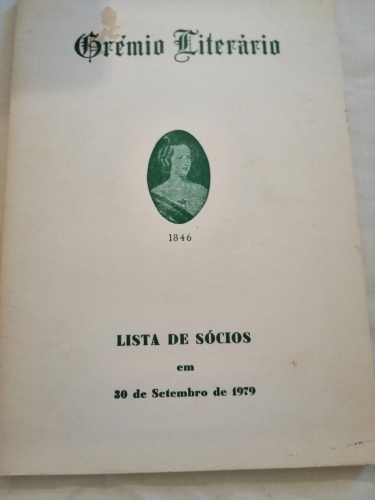 Grémio Literário
1846
LISTA DE SÓCIOS
em
30 de Setembro de 1979